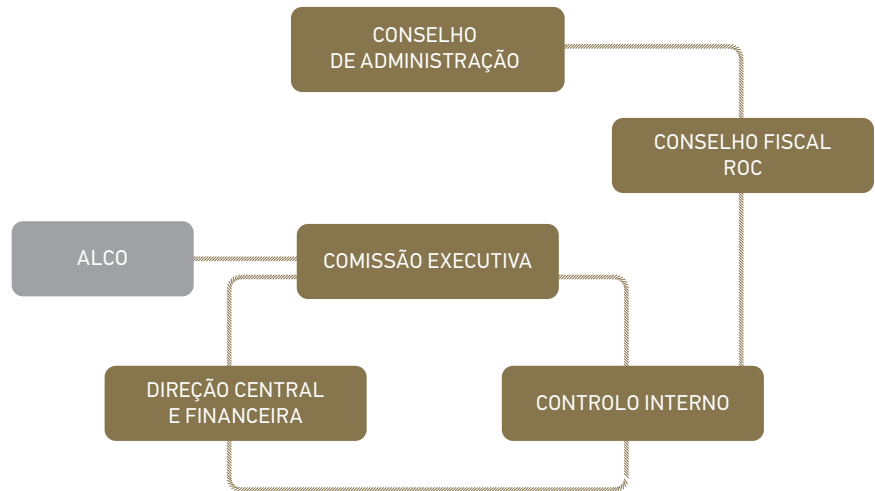 CONSELHO
DE ADMINISTRAÇÃO
CONSELHO FISCAL
ROC
ALCO
COMISSÃO EXECUTIVA
DIREÇÃO CENTRAL
E FINANCEIRA
CONTROLO INTERNO